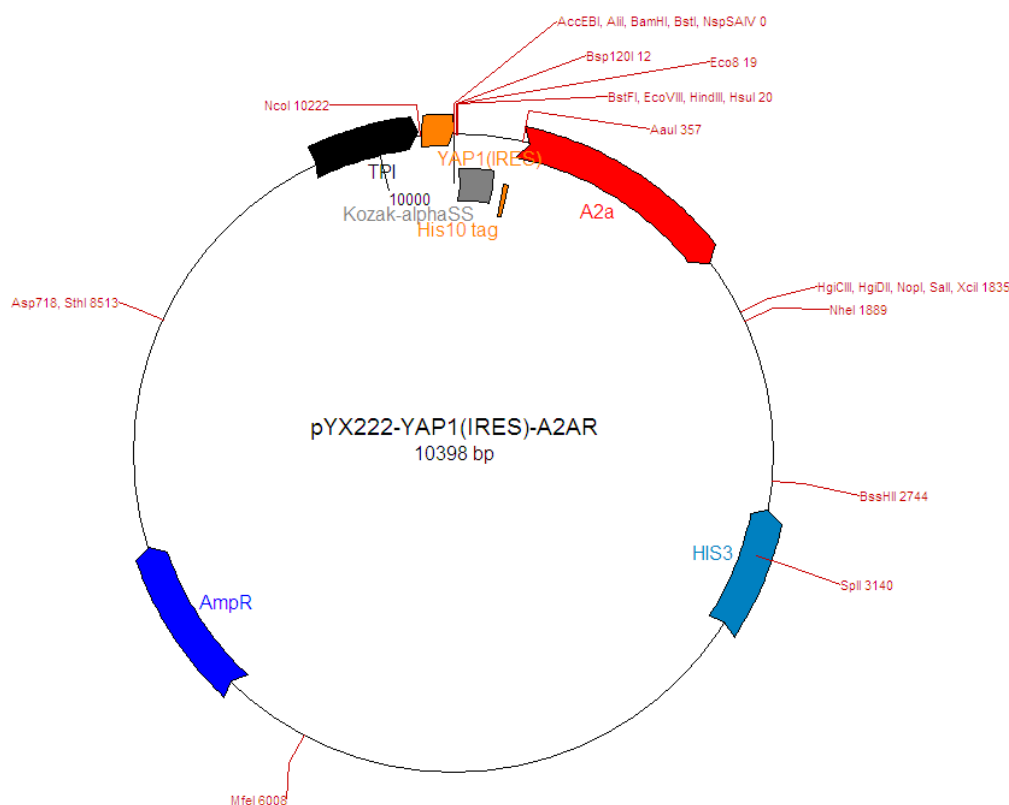 AccEBI, AliI, BamHI, BstI, NspSAIV 0
Bsp120I 12
Eco8 19
NcoI 10222
BstFI, EcoVIII, HindIII, HsuI 20
AauI 357
YAP1(IRES)
TPI
10000
Kozak-alphaSS
A2a
His10 tag
Asp718, SthI 8513
HgiCIII, HgiDII, NopI, SalI, XciI 1835
NheI 1889
pYX222-YAP1(IRES)-A2AR
10398 bp
BssHII 2744
HIS3
SplI 3140
AmpR
MfeI 6008